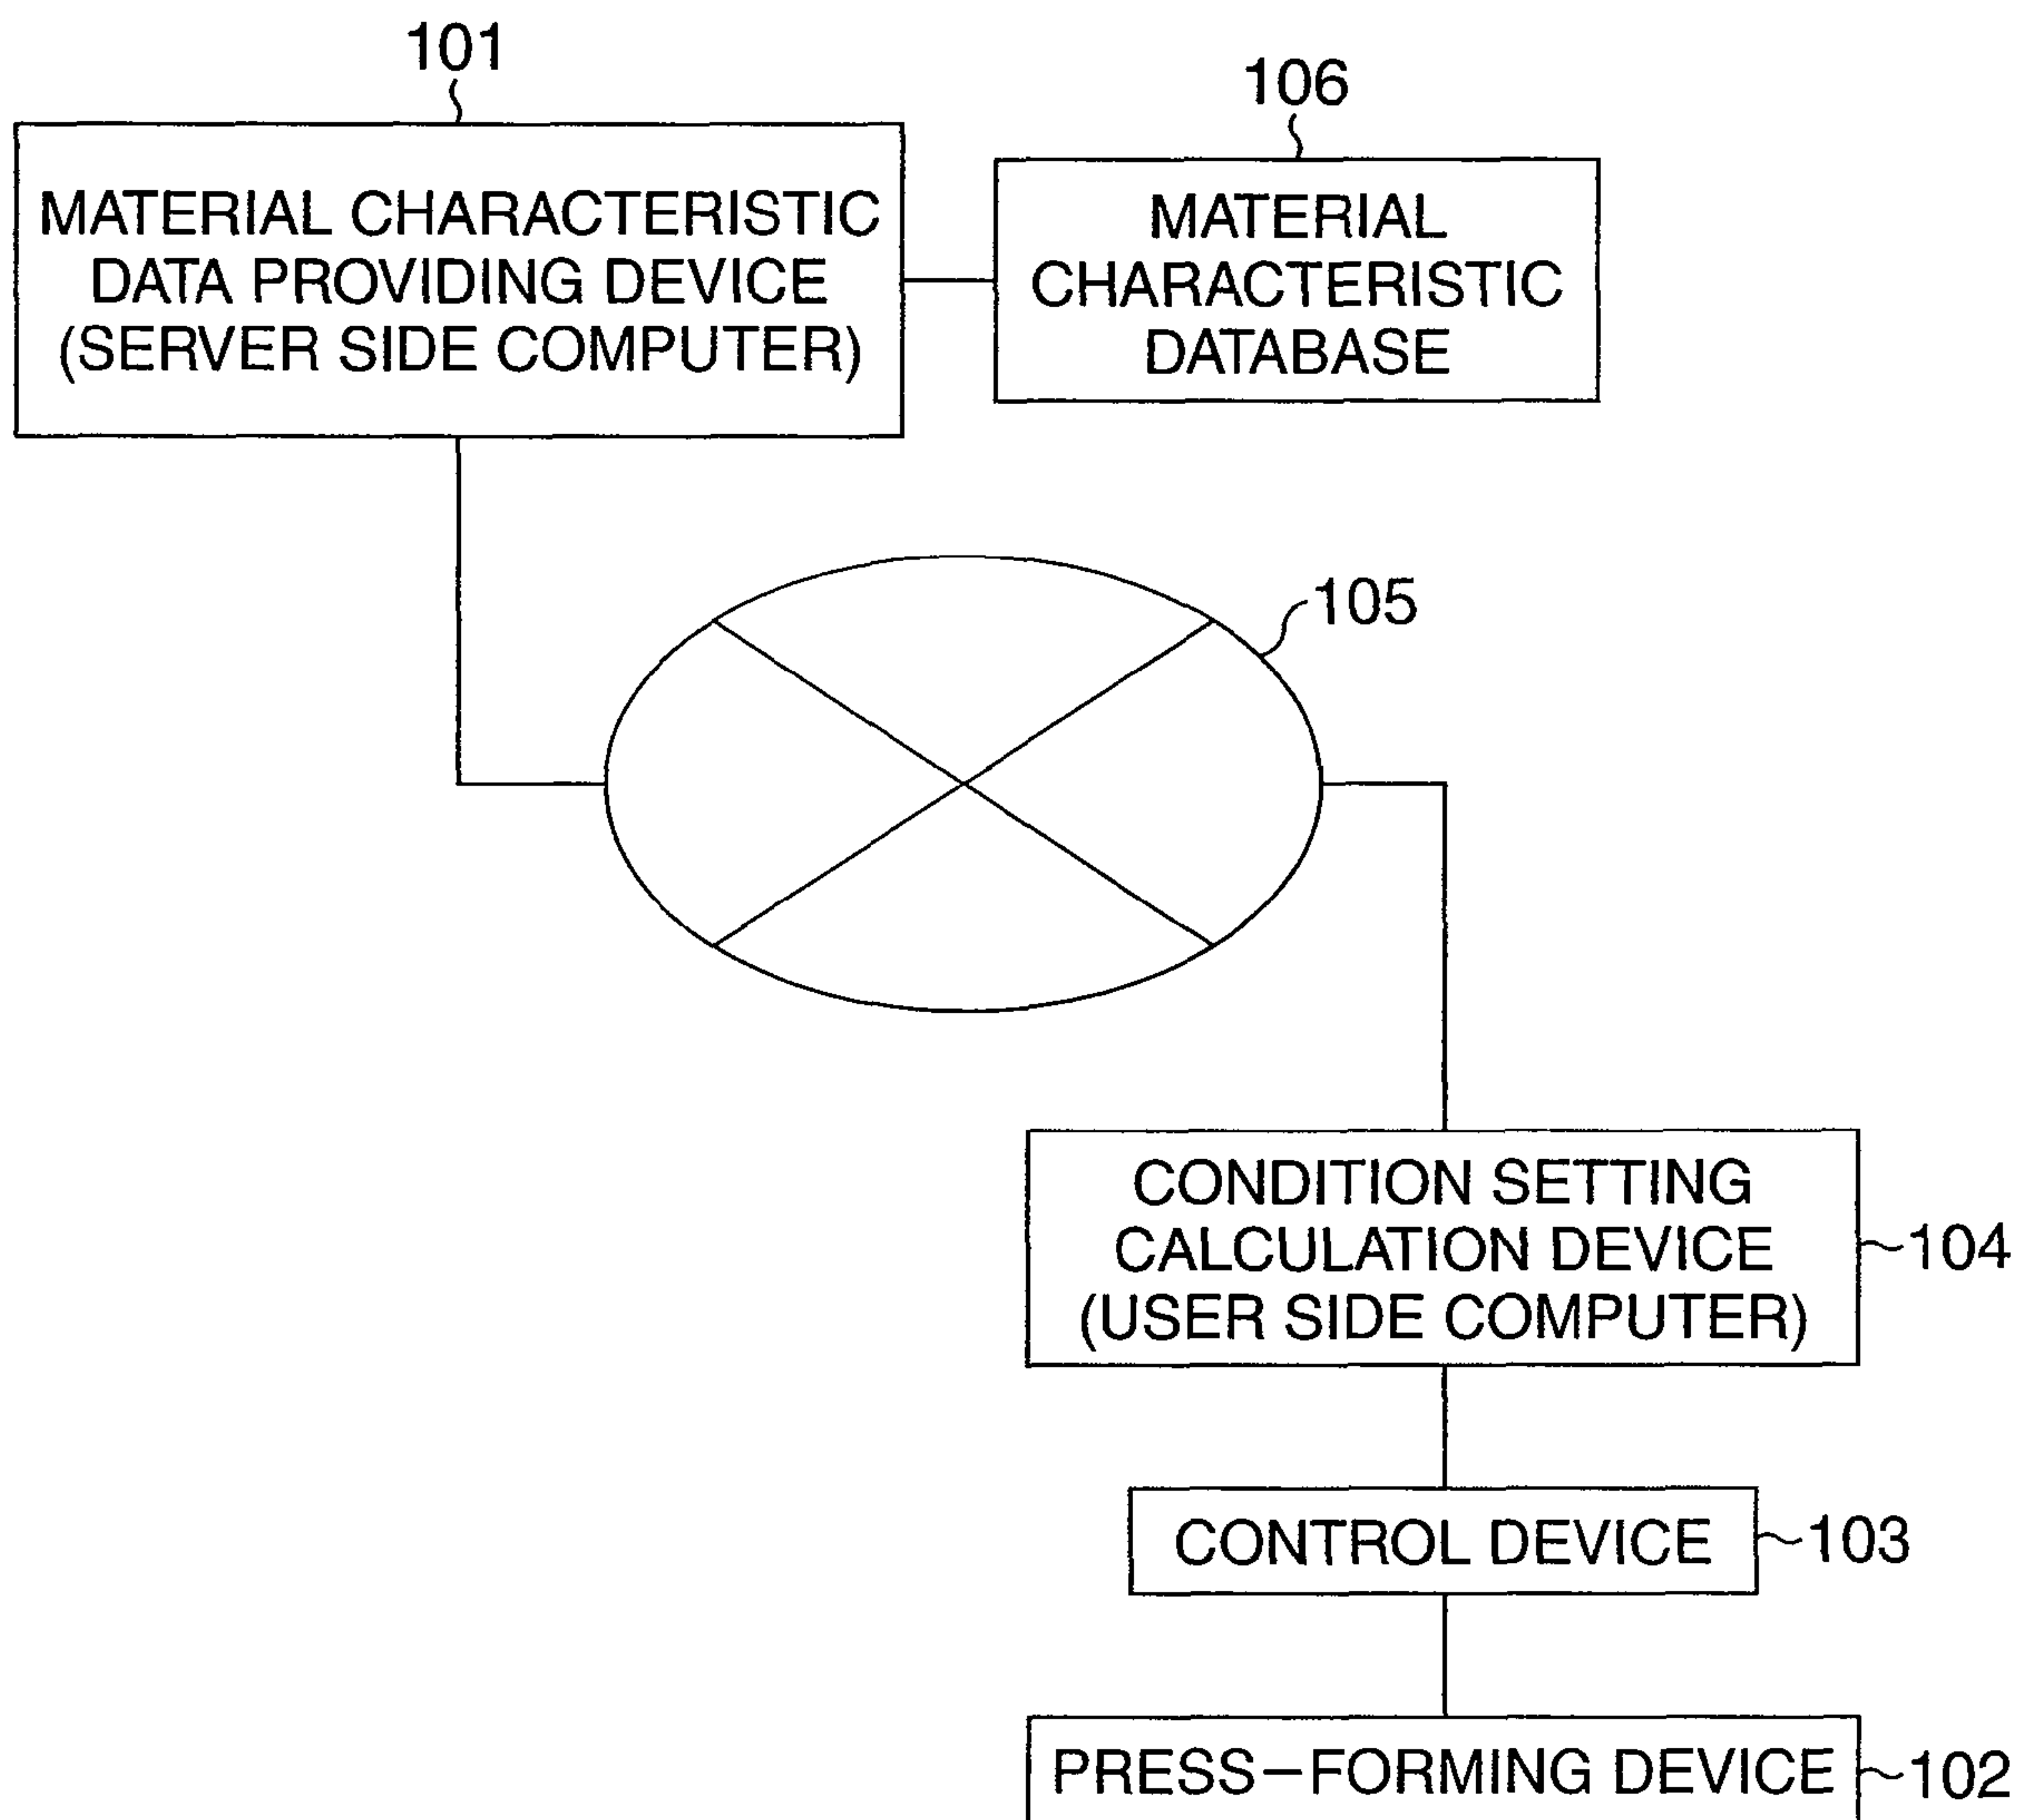 101
MATERIAL CHARACTERISTIC
DATA PROVIDING DEVICE
(SERVER SIDE COMPUTER)
106
MATERIAL
CHARACTERISTIC
DATABASE
105
CONDITION SETTING
CALCULATION DEVICE
(USER SIDE COMPUTER)
104
CONTROL DEVICE
103
PRESS-FORMING DEVICE
102